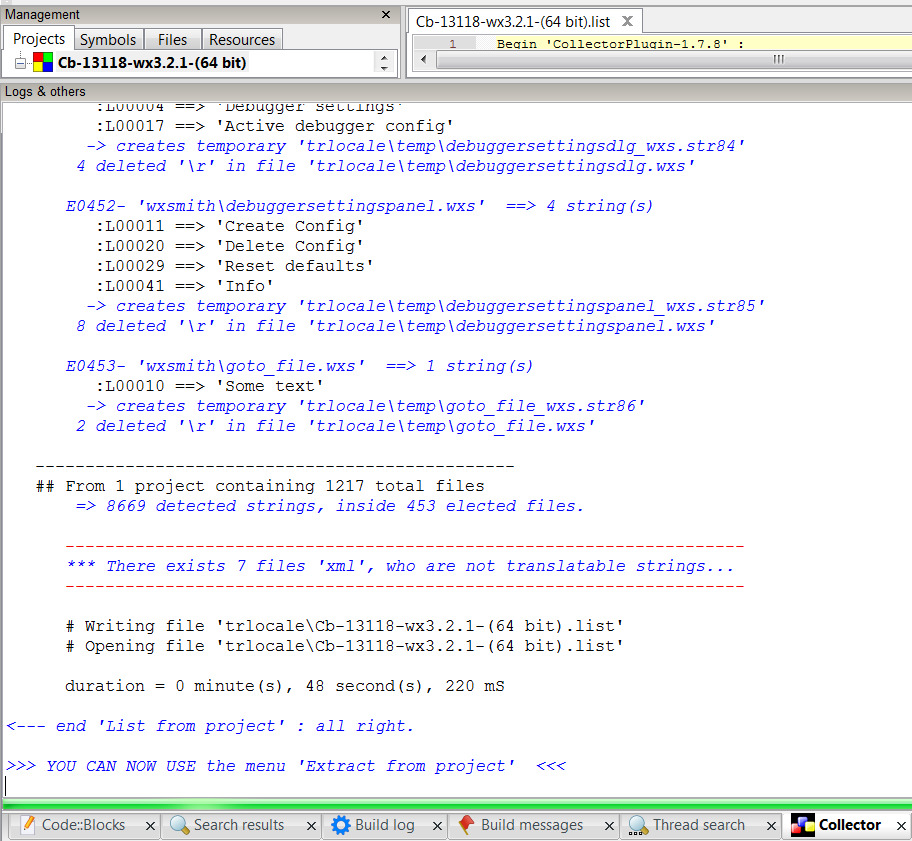 Management
Projects Symbols Files Resources
Cb-13118-wx3.2.1-(64 bit)
Cb-13118-wx3.2.1-(64 bit).list
1 Begin 'CollectorPlugin-1.7.8' :
Logs & others
:L00004 ==> 'Debugger settings'
:L00017 ==> 'Active debugger config'
-> creates temporary 'trlocale\temp\debuggersettingsdlg_wxs.str84'
4 deleted '\r' in file 'trlocale\temp\debuggersettingsdlg.wxs'
E0452- 'wxsmith\debuggersettingspanel.wxs' ==> 4 string(s)
:L00011 ==> 'Create Config'
:L00020 ==> 'Delete Config'
:L00029 ==> 'Reset defaults'
:L00041 ==> 'Info'
-> creates temporary 'trlocale\temp\debuggersettingspanel_wxs.str85'
8 deleted '\r' in file 'trlocale\temp\debuggersettingspanel.wxs'
E0453- 'wxsmith\goto_file.wxs' ==> 1 string(s)
:L00010 ==> 'Some text'
-> creates temporary 'trlocale\temp\goto_file_wxs.str86'
2 deleted '\r' in file 'trlocale\temp\goto_file.wxs'
------------------------------------------------
## From 1 project containing 1217 total files
=> 8669 detected strings, inside 453 elected files.
--------------------------------------------------------------------
*** There exists 7 files 'xml', who are not translatable strings...
--------------------------------------------------------------------
# Writing file 'trlocale\Cb-13118-wx3.2.1-(64 bit).list'
# Opening file 'trlocale\Cb-13118-wx3.2.1-(64 bit).list'
duration = 0 minute(s), 48 second(s), 220 mS
<--- end 'List from project' : all right.
>>> YOU CAN NOW USE the menu 'Extract from project' <<<
Code::Blocks Search results Build log Build messages Thread search Collector